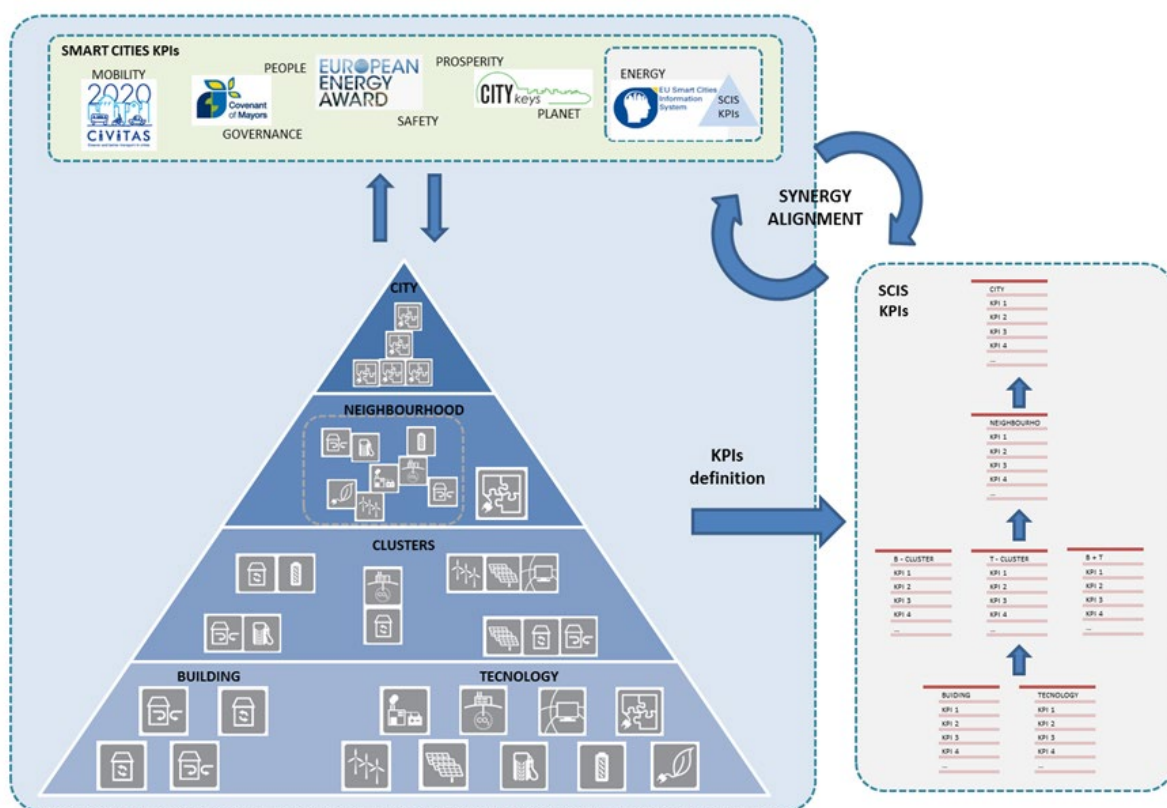 SMART CITIES KPIs
MOBILITY
2020
CIVITAS
PEOPLE
Covenant
of Mayors
GOVERNANCE
EUROPEAN
ENERGY
AWARD
SAFETY
PROSPERITY
CITY keys
PLANET
ENERGY
EU Smart Cities
Information
System
SCIS
KPIs
SYNERGY
ALIGNMENT
CITY
NEIGHBOURHOOD
CLUSTERS
BUILDING
TECNOLOGY
CO₂
KPIs
definition
SCIS
KPIs
CITY
KPI 1
KPI 2
KPI 3
KPI 4
...
NEIGHBOURHO
KPI 1
KPI 2
KPI 3
KPI 4
...
B - CLUSTER
KPI 1
KPI 2
KPI 3
KPI 4
...
T - CLUSTER
KPI 1
KPI 2
KPI 3
KPI 4
...
B + T
KPI 1
KPI 2
KPI 3
KPI 4
...
BUIDING
KPI 1
KPI 2
KPI 3
KPI 4
...
TECNOLOGY
KPI 1
KPI 2
KPI 3
KPI 4
...